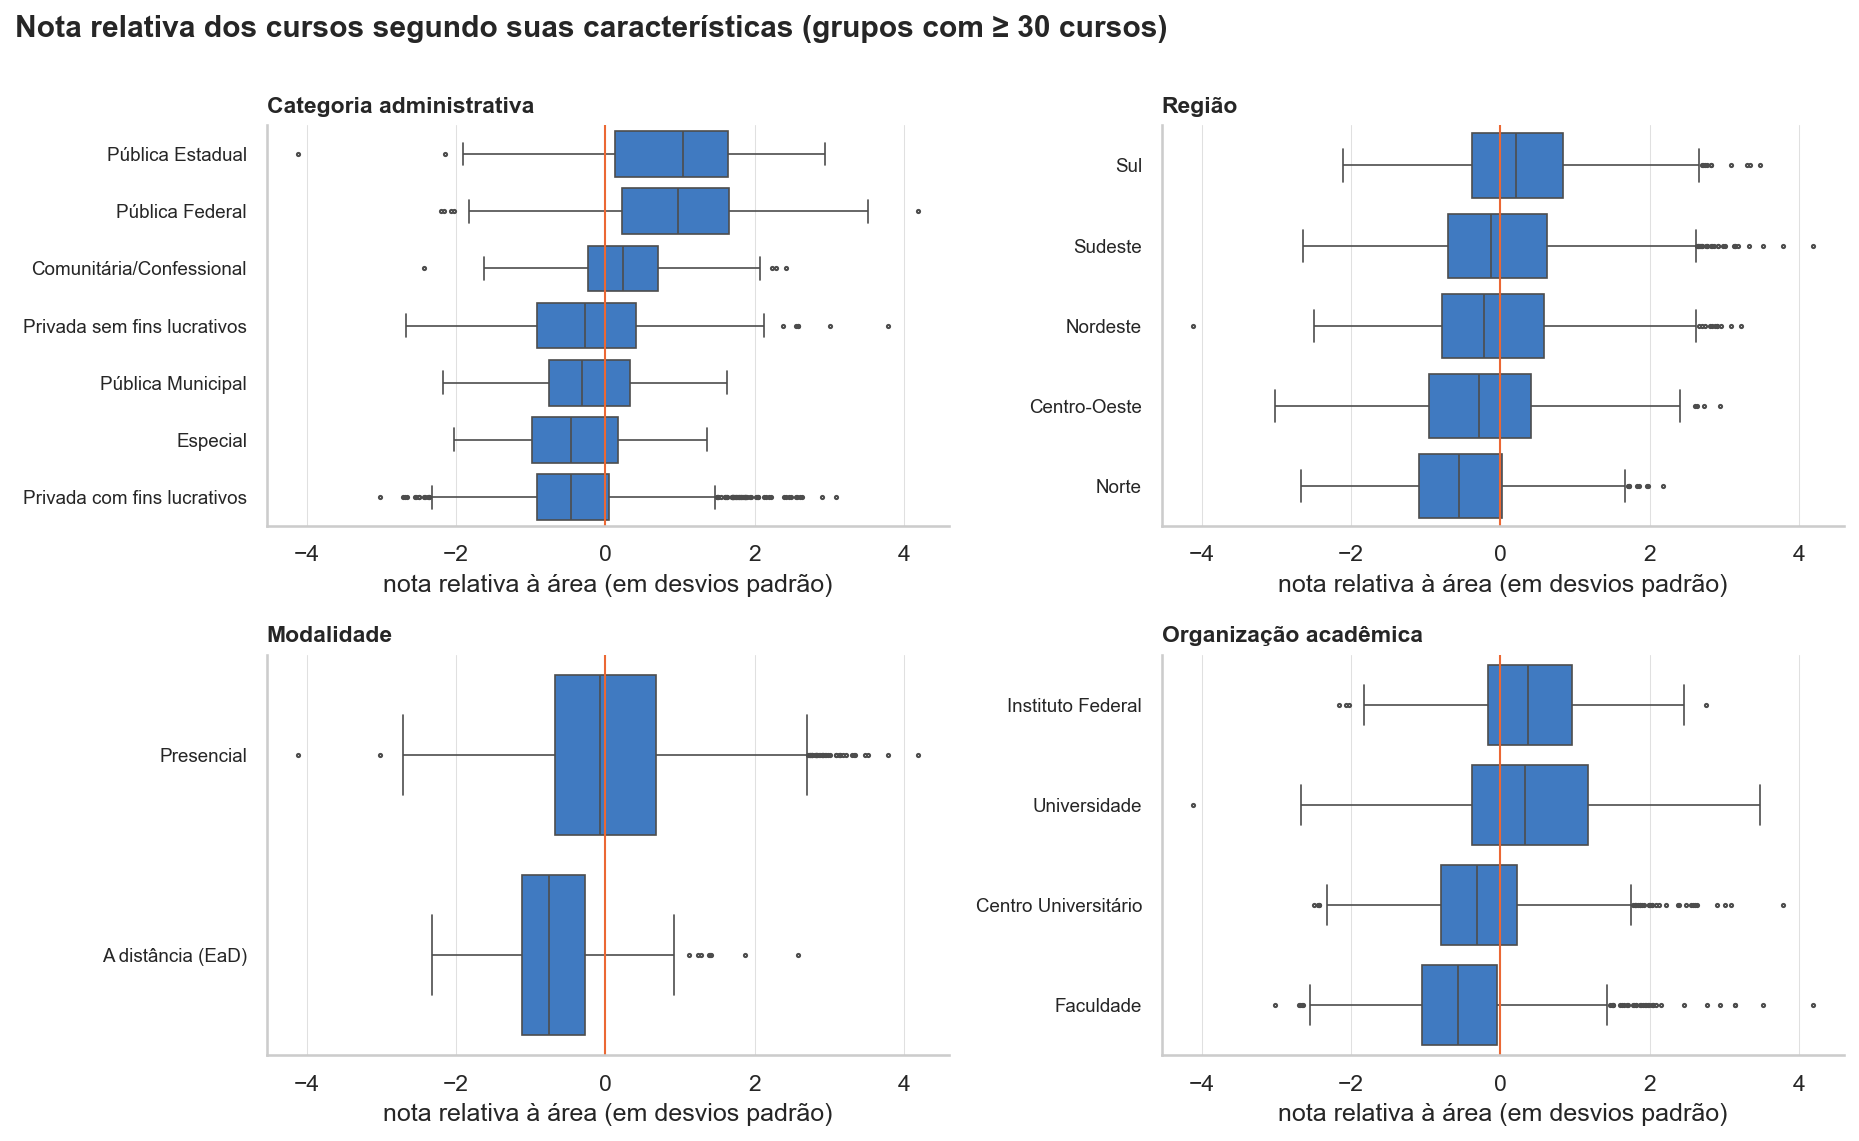 Nota relativa dos cursos segundo suas características (grupos com ≥ 30 cursos)
Categoria administrativa
Pública Estadual
Pública Federal
Comunitária/Confessional
Privada sem fins lucrativos
Pública Municipal
Especial
Privada com fins lucrativos
−4 −2 0 2 4
nota relativa à área (em desvios padrão)
Região
Sul
Sudeste
Nordeste
Centro-Oeste
Norte
−4 −2 0 2 4
nota relativa à área (em desvios padrão)
Modalidade
Presencial
A distância (EaD)
−4 −2 0 2 4
nota relativa à área (em desvios padrão)
Organização acadêmica
Instituto Federal
Universidade
Centro Universitário
Faculdade
−4 −2 0 2 4
nota relativa à área (em desvios padrão)